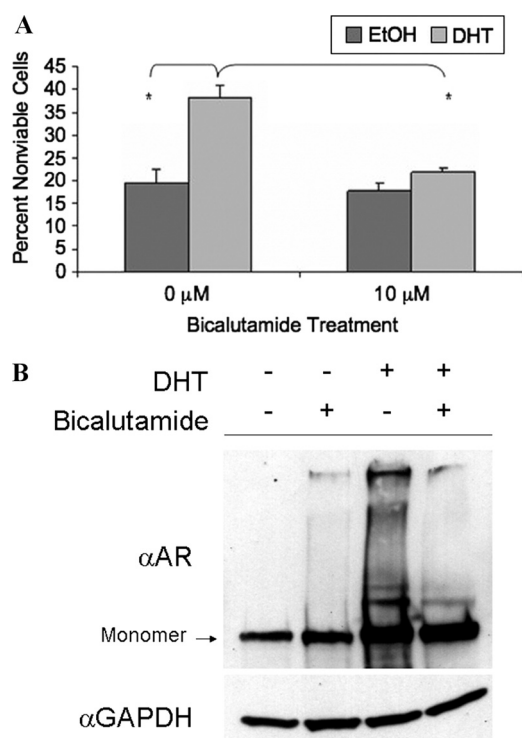 A
EtOH DHT
Percent Nonviable Cells
45
40
35
30
25
20
15
10
5
0
* *
0 μM 10 μM
Bicalutamide Treatment
B
DHT - - + +
Bicalutamide - + - +
αAR
Monomer →
αGAPDH